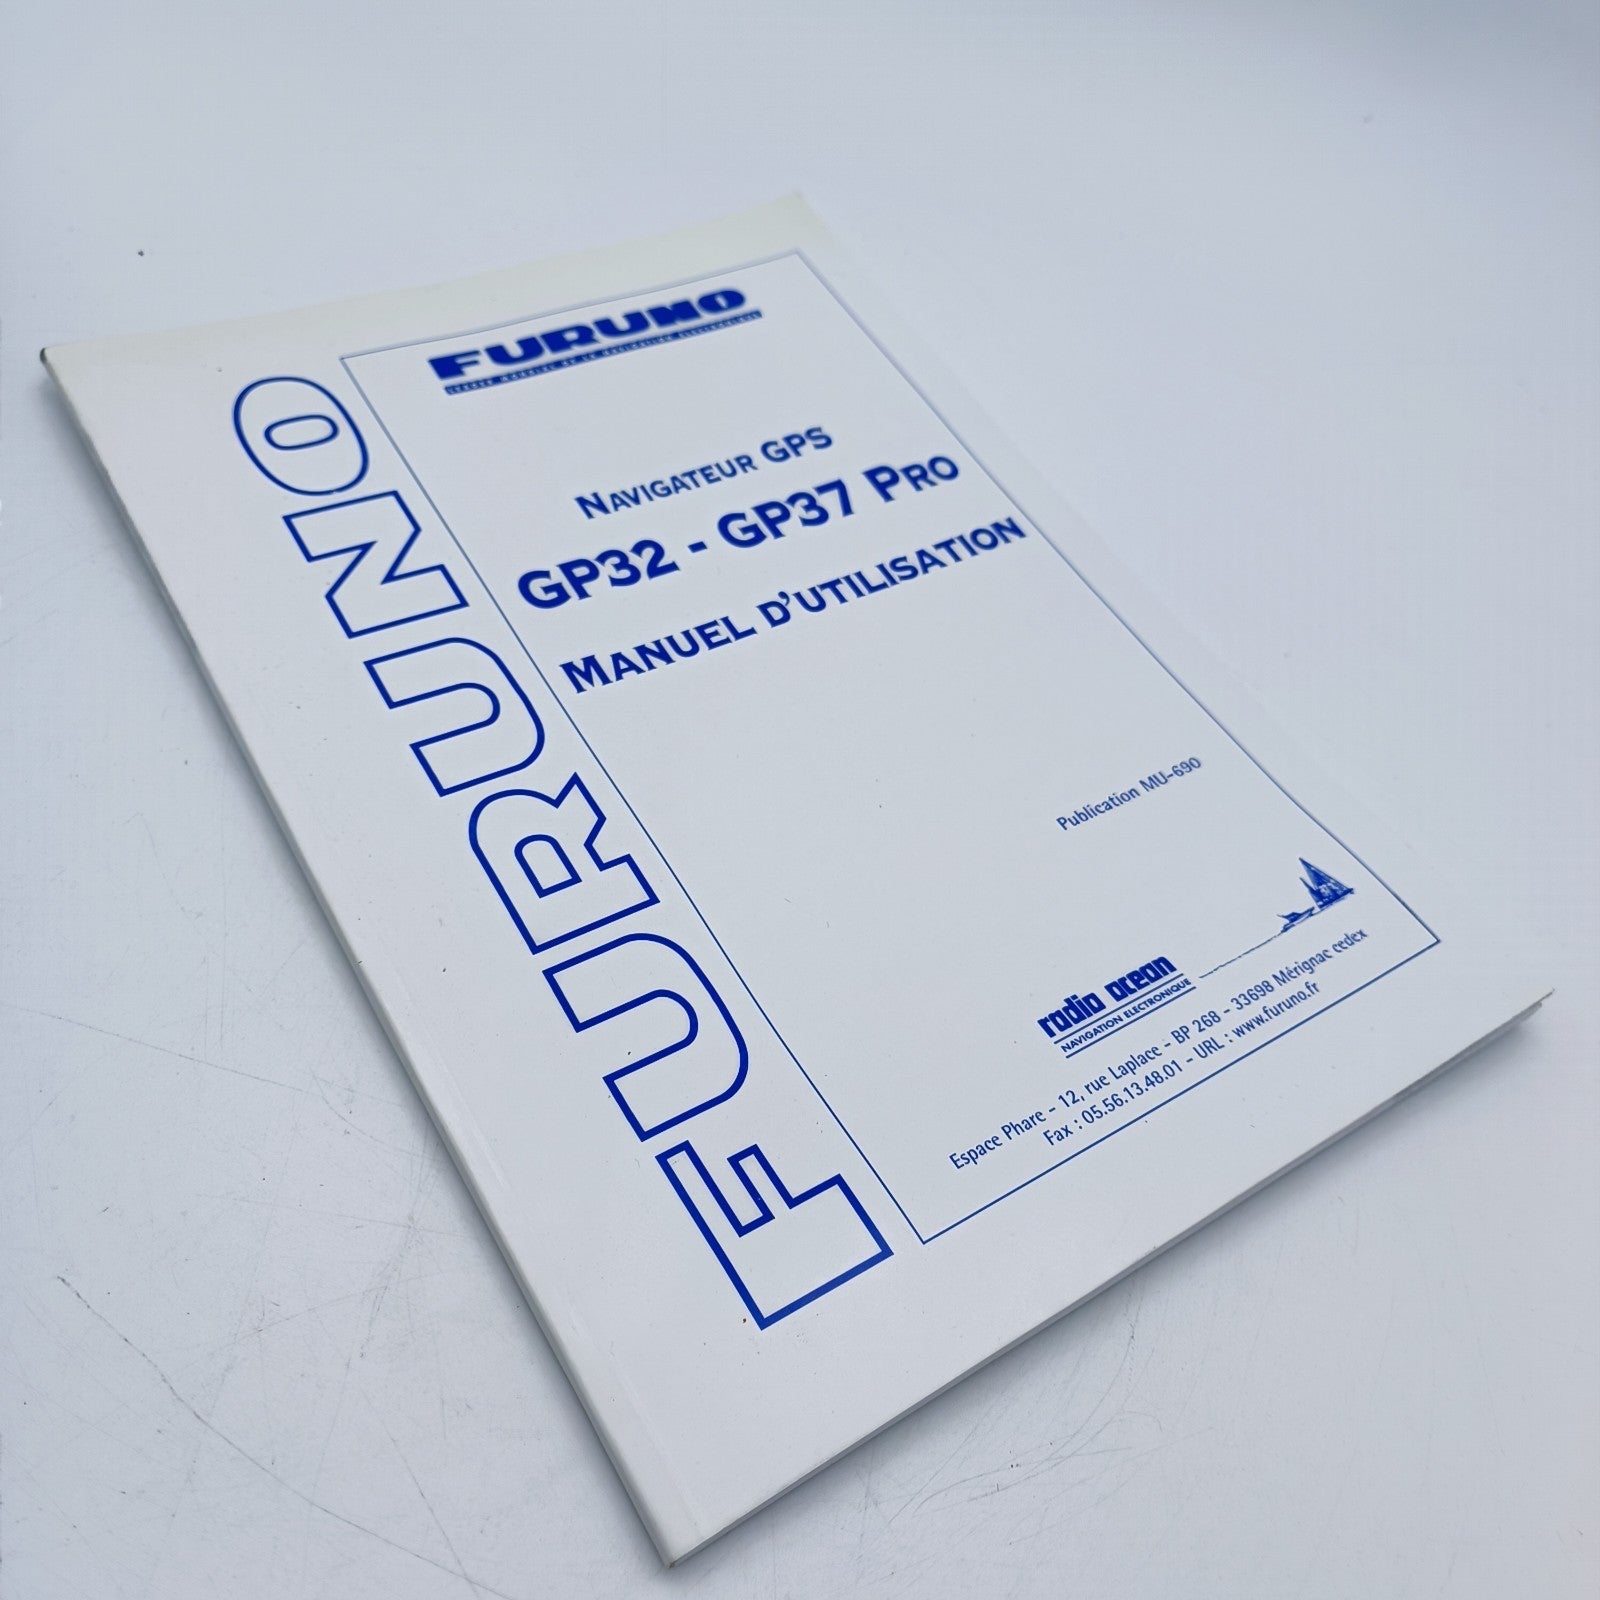 FURUNO
FURUNO
NAVIGATEUR GPS
GP32 - GP37 PRO
MANUEL D'UTILISATION
Publication MU-690
radio ocean
NAVIGATION ELECTRONIQUE
Espace Phare - 12, rue Laplace - BP 268 - 33698 Mérignac cedex
Fax : 05.56.13.48.01 - URL : www.furuno.fr